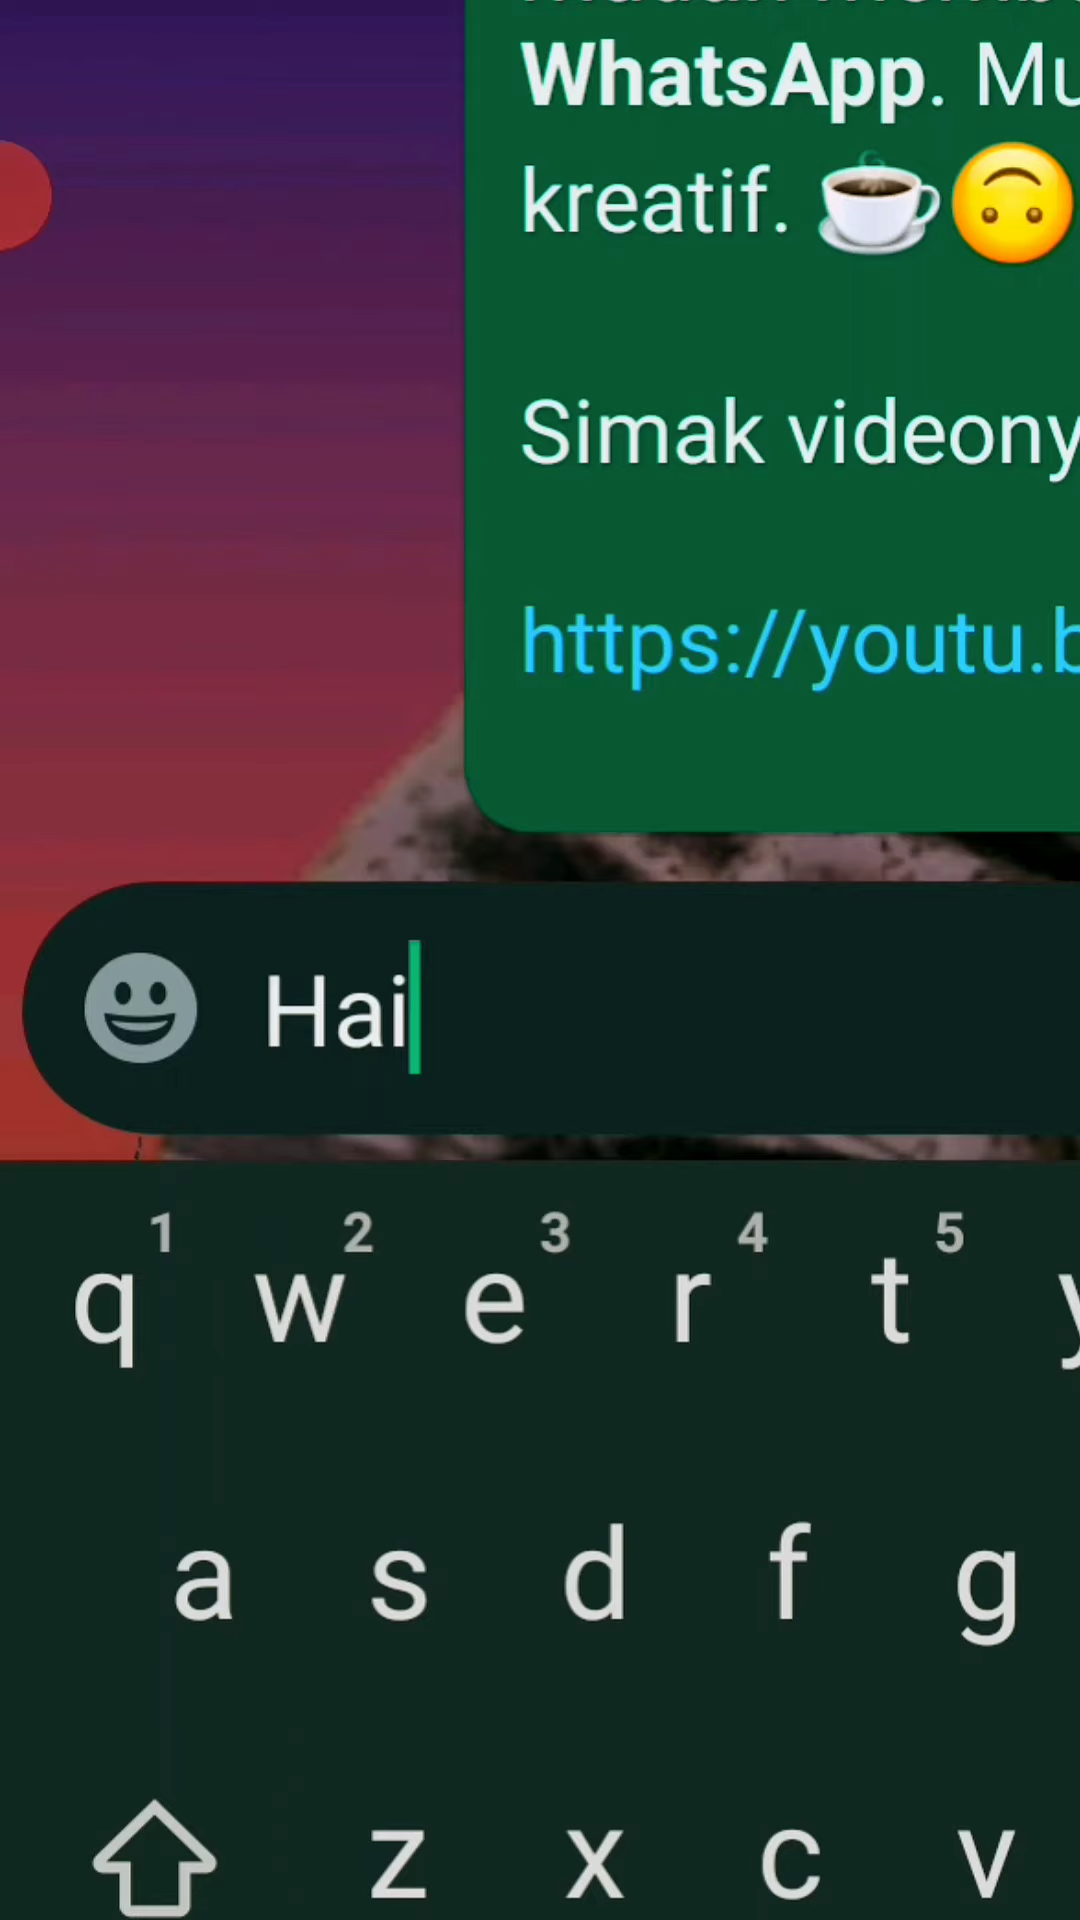 WhatsApp. Mu
kreatif. ☕🙃
Simak videony
https://youtu.b
Hai
1 2 3 4 5
q w e r t y
a s d f g
z x c v